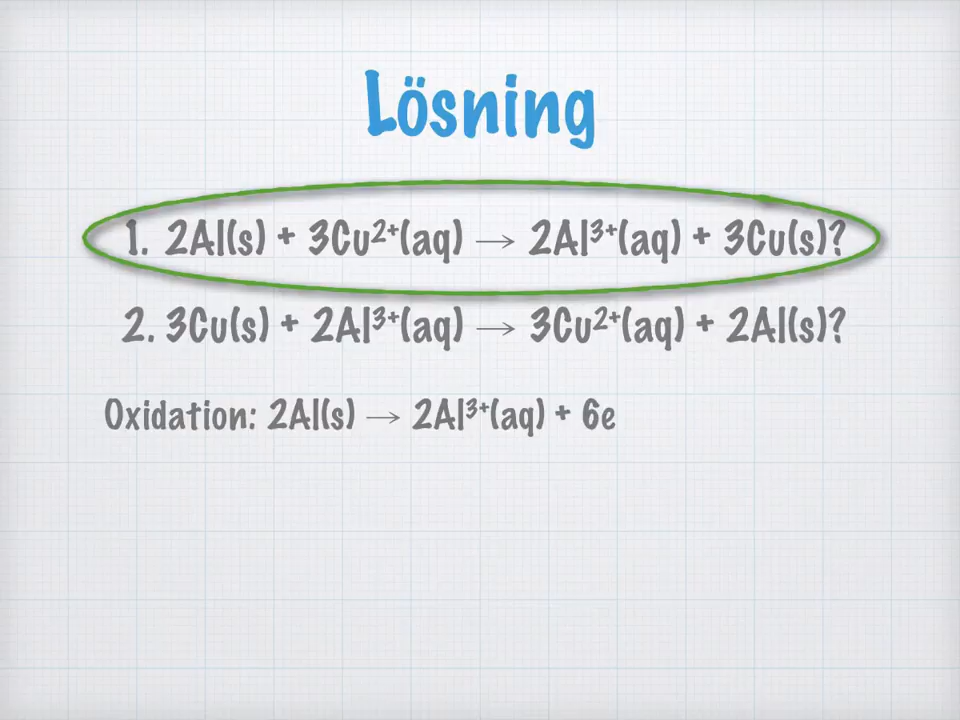 Lösning
1. 2Al(s) + 3Cu²⁺(aq) → 2Al³⁺(aq) + 3Cu(s)?
2. 3Cu(s) + 2Al³⁺(aq) → 3Cu²⁺(aq) + 2Al(s)?
Oxidation: 2Al(s) → 2Al³⁺(aq) + 6e